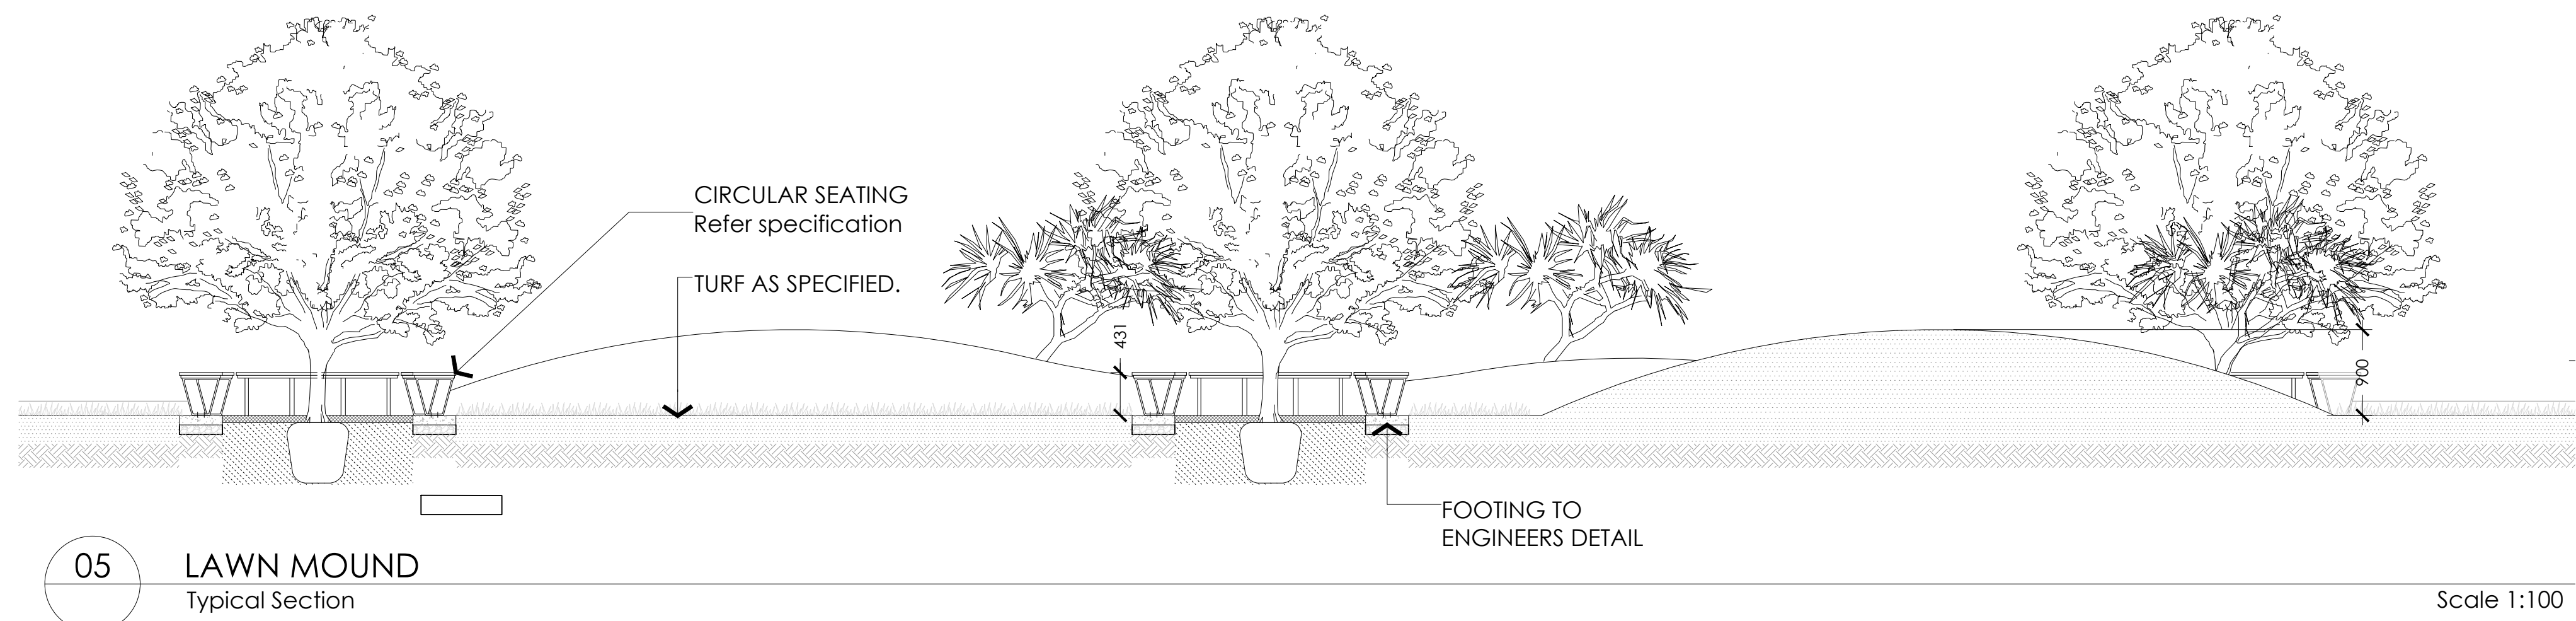 CIRCULAR SEATING
Refer specification
TURF AS SPECIFIED.
431
900
FOOTING TO
ENGINEERS DETAIL
05
LAWN MOUND
Typical Section
Scale 1:100